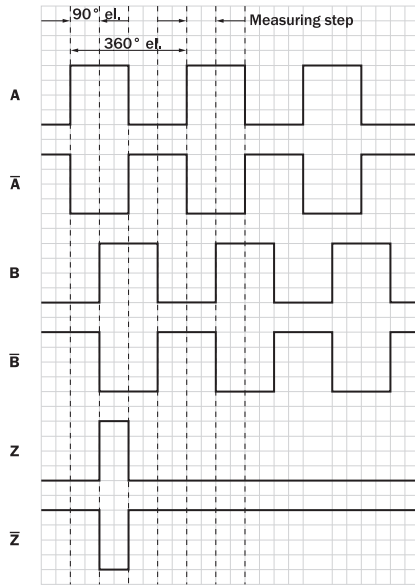 90° el.
Measuring step
360° el.
A
A̅
B
B̅
Z
Z̅